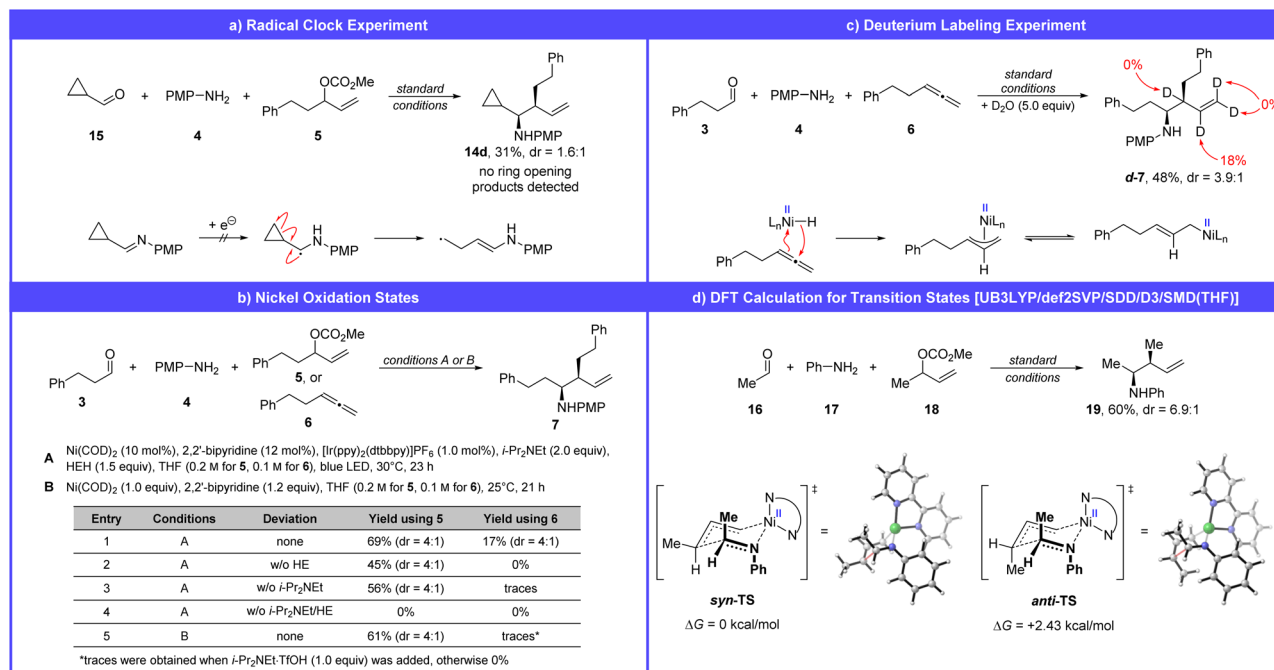 a) Radical Clock Experiment
O
15
+
PMP–NH2
4
+
OCOOMe
Ph
5
standard
conditions
Ph
NHPMP
14d, 31%, dr = 1.6:1
no ring opening
products detected
N
PMP
+ e⊖
H
N
PMP
H
N
PMP
b) Nickel Oxidation States
O
Ph
3
+
PMP–NH2
4
+
OCO2Me
Ph
5, or
Ph
6
conditions A or B
Ph
Ph
NHPMP
7
A Ni(COD)2 (10 mol%), 2,2'-bipyridine (12 mol%), [Ir(ppy)2(dtbbpy)]PF6 (1.0 mol%), i-Pr2NEt (2.0 equiv),
HEH (1.5 equiv), THF (0.2 M for 5, 0.1 M for 6), blue LED, 30°C, 23 h
B Ni(COD)2 (1.0 equiv), 2,2'-bipyridine (1.2 equiv), THF (0.2 M for 5, 0.1 M for 6), 25°C, 21 h
Entry Conditions Deviation Yield using 5 Yield using 6
1 A none 69% (dr = 4:1) 17% (dr = 4:1)
2 A w/o HE 45% (dr = 4:1) 0%
3 A w/o i-Pr2NEt 56% (dr = 4:1) traces
4 A w/o i-Pr2NEt/HE 0% 0%
5 B none 61% (dr = 4:1) traces*
*traces were obtained when i-Pr2NEt·TfOH (1.0 equiv) was added, otherwise 0%
c) Deuterium Labeling Experiment
O
Ph
3
+
PMP–NH2
4
+
Ph
6
standard
conditions
+ D2O (5.0 equiv)
Ph
0%
D
D
0%
Ph
D
D
NH
PMP
18%
d-7, 48%, dr = 3.9:1
II
LnNi–H
Ph
II
NiLn
Ph
H
II
Ph
NiLn
H
d) DFT Calculation for Transition States [UB3LYP/def2SVP/SDD/D3/SMD(THF)]
O
Me
16
+
Ph–NH2
17
+
OCO2Me
Me
18
standard
conditions
Me
Me
NHPh
19, 60%, dr = 6.9:1
Me
II
Ni
N
N
Me
H
H
N
Ph
‡
=
syn-TS
ΔG = 0 kcal/mol
Me
II
Ni
N
N
H
Me
H
N
Ph
‡
=
anti-TS
ΔG = +2.43 kcal/mol